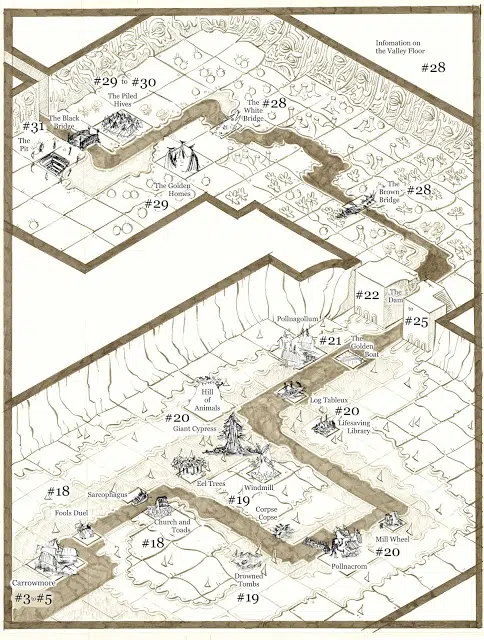 Infomation on
the Valley Floor
#28
#29 to #30
The Piled
Hives
The Black
Bridge
#31
The
Pit
The
White
Bridge
#28
The
Brown
Bridge
#28
The Golden
Homes
#29
#22
The
Dam
to
#25
Pollnagollum
#21
The
Golden
Boat
Hill
of
Animals
Log Tableux
#20
#20
Giant Cypress
Lifesaving
Library
Eel Trees
Windmill
#18
Sarcophagus
#19
Fools Duel
Church and
Toads
Corpse
Copse
#18
Mill Wheel
#20
Pollnacrom
Carrowmore
#3 to #5
Drowned
Tombs
#19